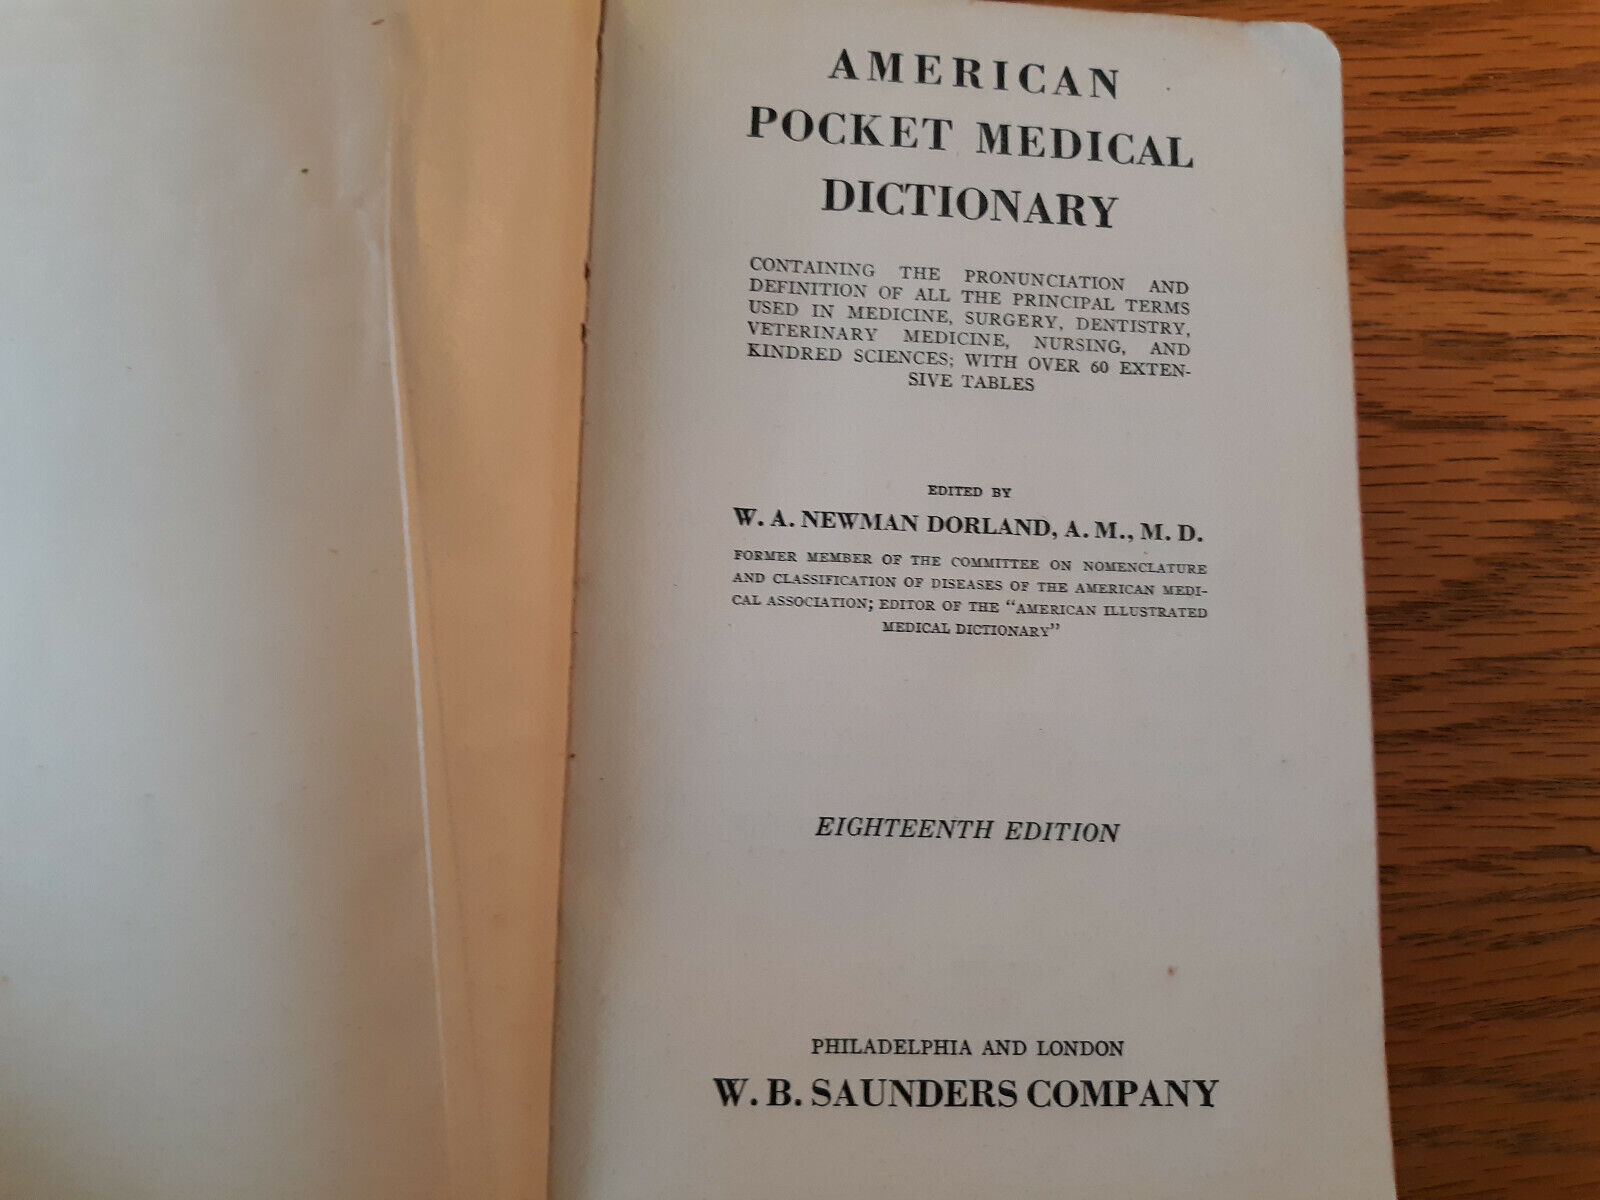 AMERICAN
POCKET MEDICAL
DICTIONARY
CONTAINING THE PRONUNCIATION AND
DEFINITION OF ALL THE PRINCIPAL TERMS
USED IN MEDICINE, SURGERY, DENTISTRY,
VETERINARY MEDICINE, NURSING, AND
KINDRED SCIENCES; WITH OVER 60 EXTEN-
SIVE TABLES
EDITED BY
W. A. NEWMAN DORLAND, A. M., M. D.
FORMER MEMBER OF THE COMMITTEE ON NOMENCLATURE
AND CLASSIFICATION OF DISEASES OF THE AMERICAN MEDI-
CAL ASSOCIATION; EDITOR OF THE "AMERICAN ILLUSTRATED
MEDICAL DICTIONARY"
EIGHTEENTH EDITION
PHILADELPHIA AND LONDON
W. B. SAUNDERS COMPANY